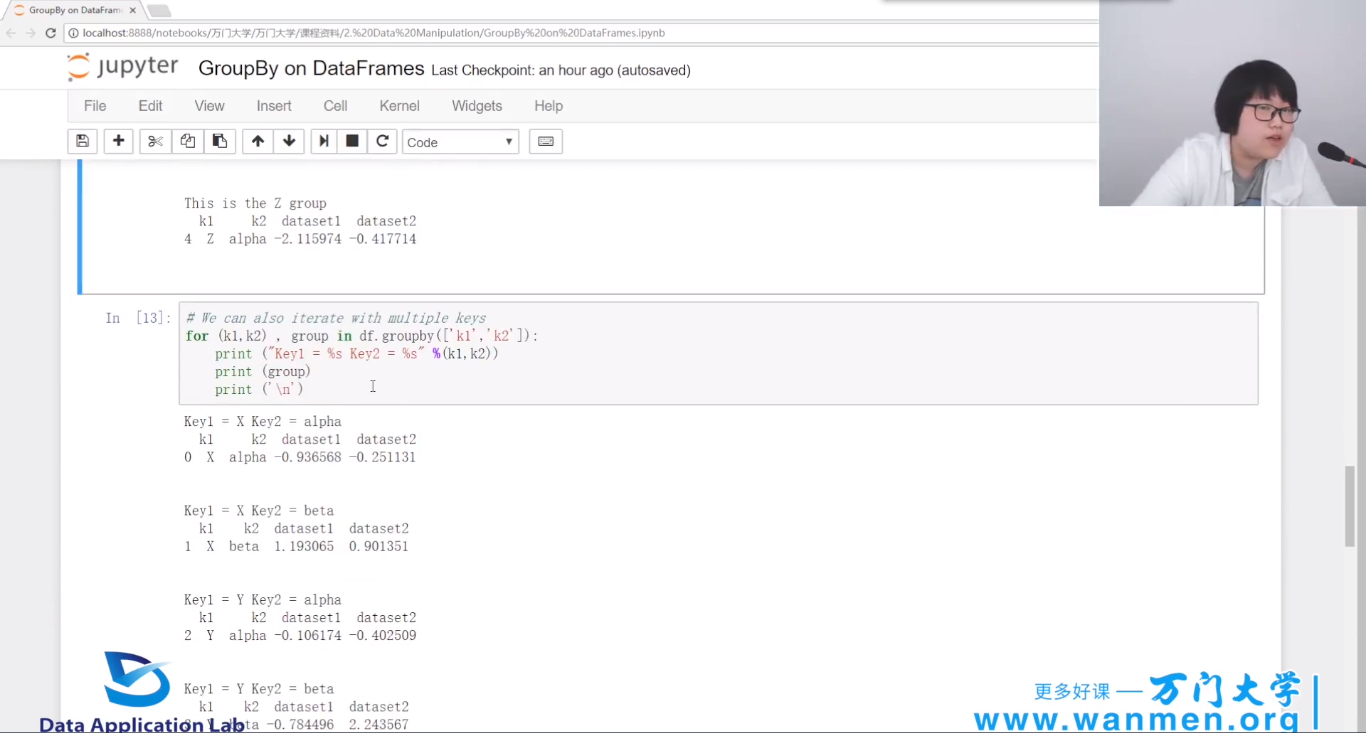 GroupBy on DataFram
localhost:8888/notebooks/万门大学/万门大学/课程资料/2.%20Data%20Manipulation/GroupBy%20on%20DataFrames.ipynb
jupyter GroupBy on DataFrames Last Checkpoint: an hour ago (autosaved)
File Edit View Insert Cell Kernel Widgets Help
Code
This is the Z group
k1 k2 dataset1 dataset2
4 Z alpha -2.115974 -0.417714
In [13]: # We can also iterate with multiple keys
for (k1,k2) , group in df.groupby(['k1','k2']):
print ("Key1 = %s Key2 = %s" %(k1,k2))
print (group)
print ('\n')
Key1 = X Key2 = alpha
k1 k2 dataset1 dataset2
0 X alpha -0.936568 -0.251131
Key1 = X Key2 = beta
k1 k2 dataset1 dataset2
1 X beta 1.193065 0.901351
Key1 = Y Key2 = alpha
k1 k2 dataset1 dataset2
2 Y alpha -0.106174 -0.402509
Key1 = Y Key2 = beta
k1 k2 dataset1 dataset2
-0.784496 2.243567
Data Application Lab
更多好课 — 万门大学
www.wanmen.org